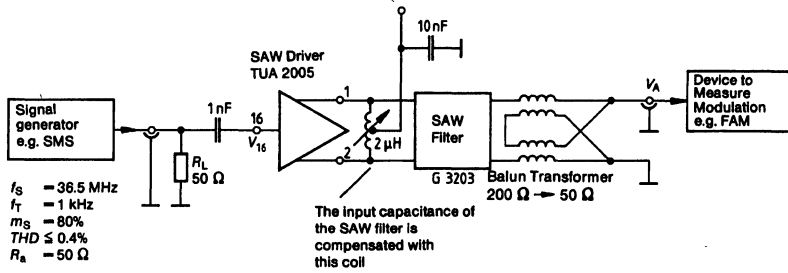 10 nF
SAW Driver
TUA 2005
Signal
generator
e.g. SMS
1 nF
16
V16
RL
50 Ω
1
2
2 μH
SAW
Filter
G 3203
Balun Transformer
200 Ω → 50 Ω
VA
Device to
Measure
Modulation
e.g. FAM
fS = 36.5 MHz
fT = 1 kHz
mS = 80%
THD ≤ 0.4%
Ra = 50 Ω
The input capacitance of
the SAW filter is
compensated with
this coil